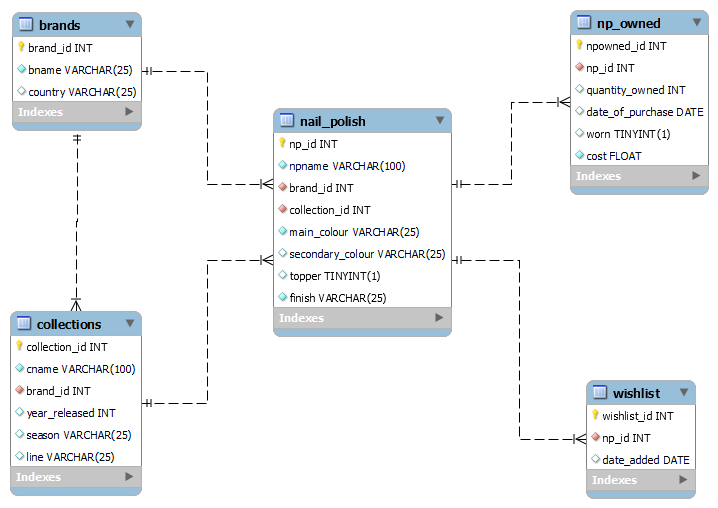 brands
brand_id INT
bname VARCHAR(25)
country VARCHAR(25)
Indexes
collections
collection_id INT
cname VARCHAR(100)
brand_id INT
year_released INT
season VARCHAR(25)
line VARCHAR(25)
Indexes
nail_polish
np_id INT
npname VARCHAR(100)
brand_id INT
collection_id INT
main_colour VARCHAR(25)
secondary_colour VARCHAR(25)
topper TINYINT(1)
finish VARCHAR(25)
Indexes
np_owned
npowned_id INT
np_id INT
quantity_owned INT
date_of_purchase DATE
worn TINYINT(1)
cost FLOAT
Indexes
wishlist
wishlist_id INT
np_id INT
date_added DATE
Indexes